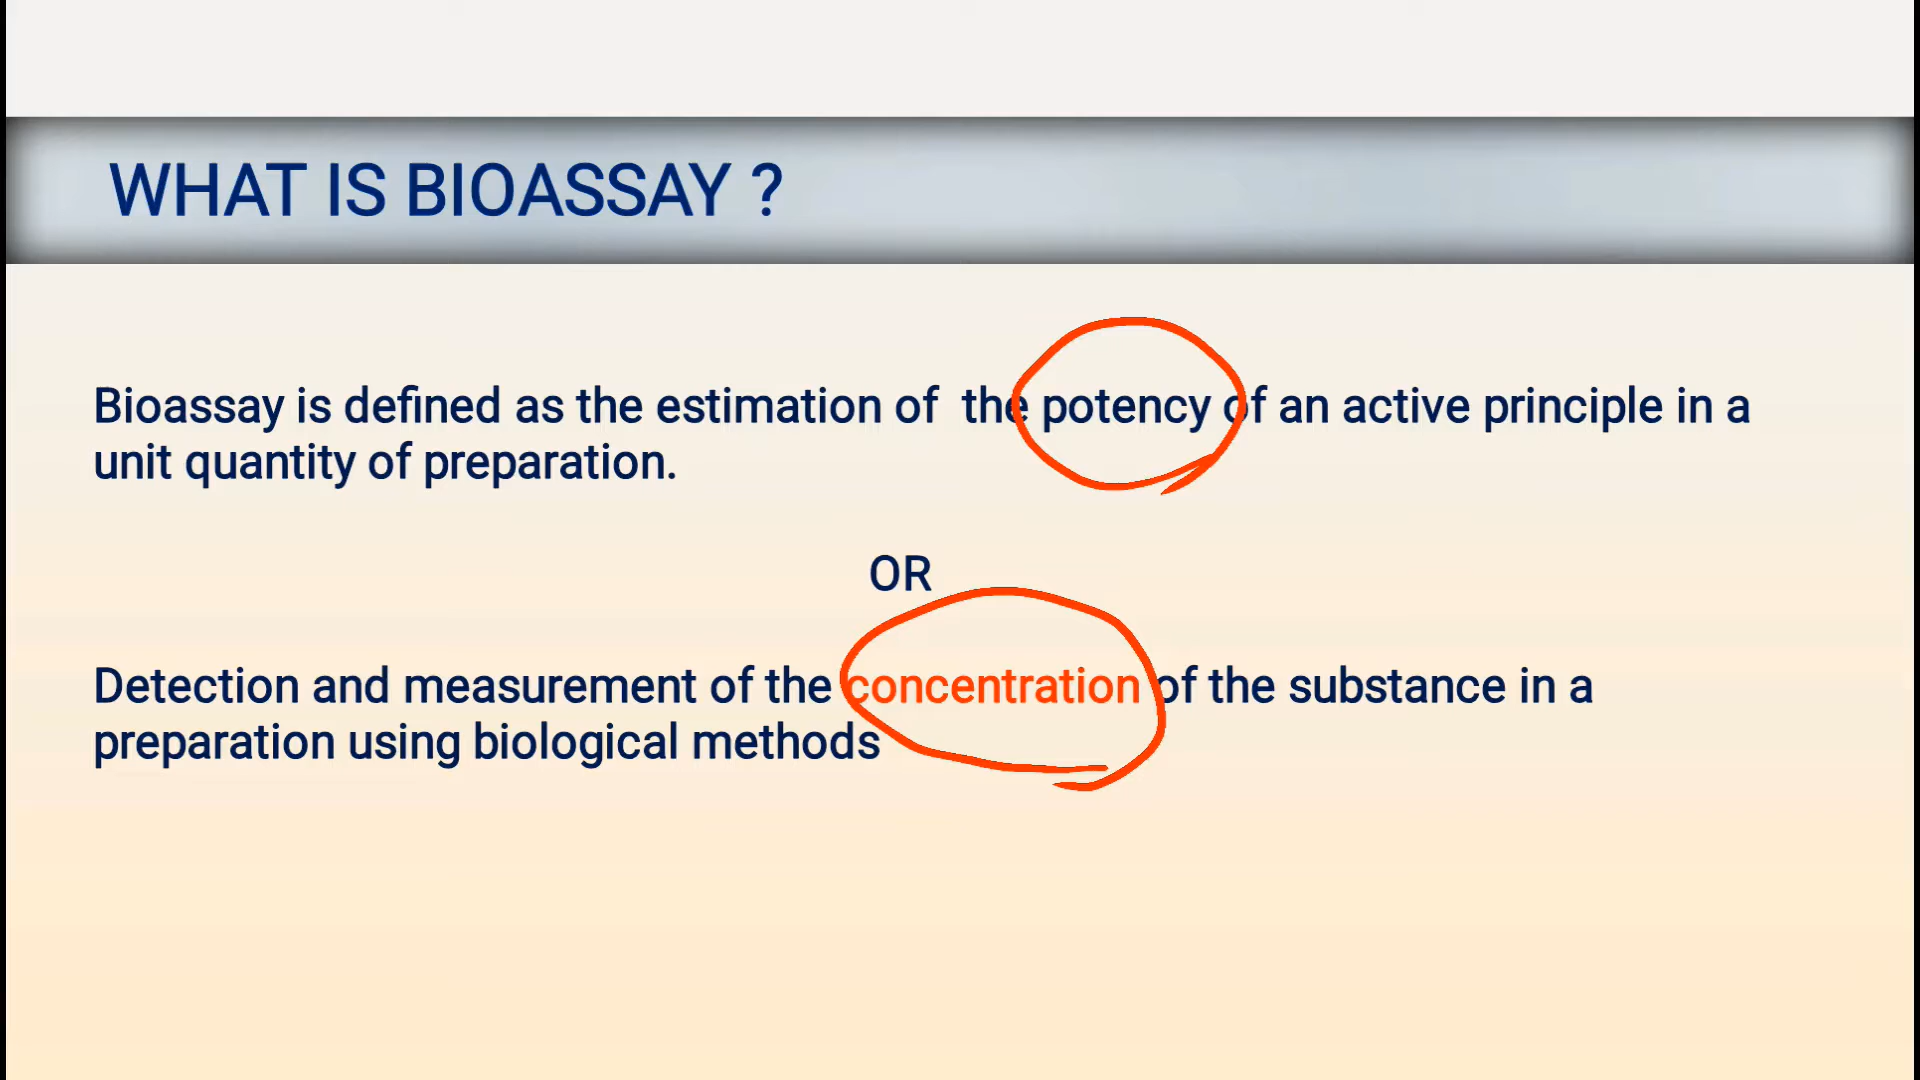 WHAT IS BIOASSAY ?
Bioassay is defined as the estimation of the potency of an active principle in a
unit quantity of preparation.
OR
Detection and measurement of the concentration of the substance in a
preparation using biological methods